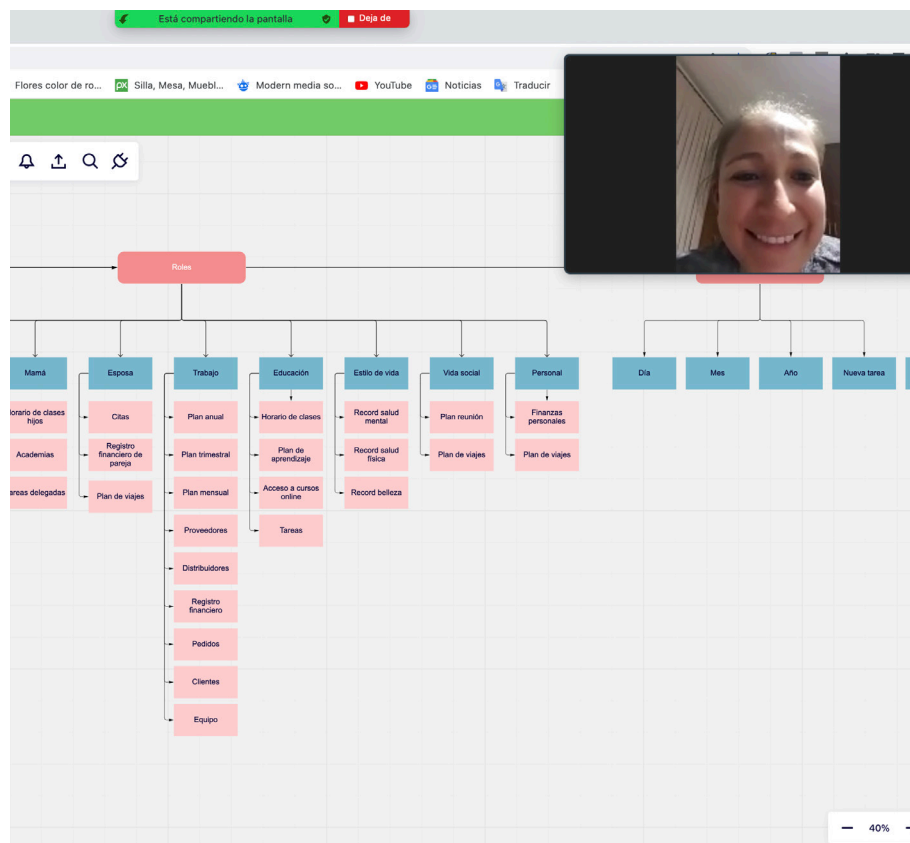 Está compartiendo la pantalla
Deja de
Flores color de ro...
Silla, Mesa, Muebl...
Modern media so...
YouTube
Noticias
Traducir
Roles
Mamá
Esposa
Trabajo
Educación
Estilo de vida
Vida social
Personal
Día
Mes
Año
Nueva tarea
de clases
hijos
Academias
delegadas
Citas
Registro
financiero de
pareja
Plan de viajes
Plan anual
Plan trimestral
Plan mensual
Proveedores
Distribuidores
Registro
financiero
Pedidos
Clientes
Equipo
Horario de clases
Plan de
aprendizaje
Acceso a cursos
online
Tareas
Record salud
mental
Record salud
física
Record belleza
Plan reunión
Plan de viajes
Finanzas
personales
Plan de viajes
40%